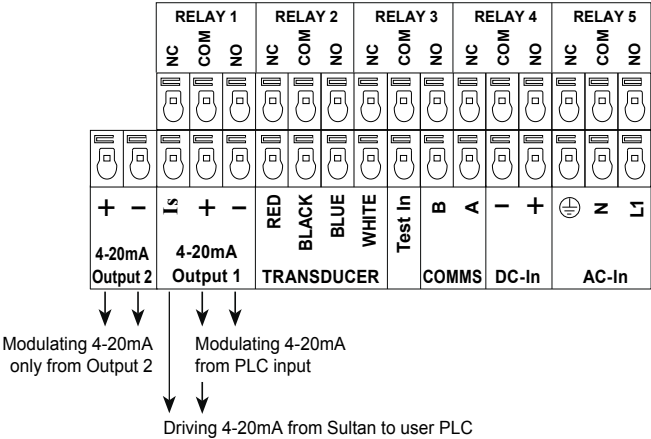 RELAY 1 RELAY 2 RELAY 3 RELAY 4 RELAY 5
NC COM NO NC COM NO NC COM NO NC COM NO NC COM NO
+ − Is + − RED BLACK BLUE WHITE Test In B A − + N L1
4-20mA Output 2
4-20mA Output 1
TRANSDUCER
COMMS
DC-In
AC-In
Modulating 4-20mA
only from Output 2
Modulating 4-20mA
from PLC input
Driving 4-20mA from Sultan to user PLC